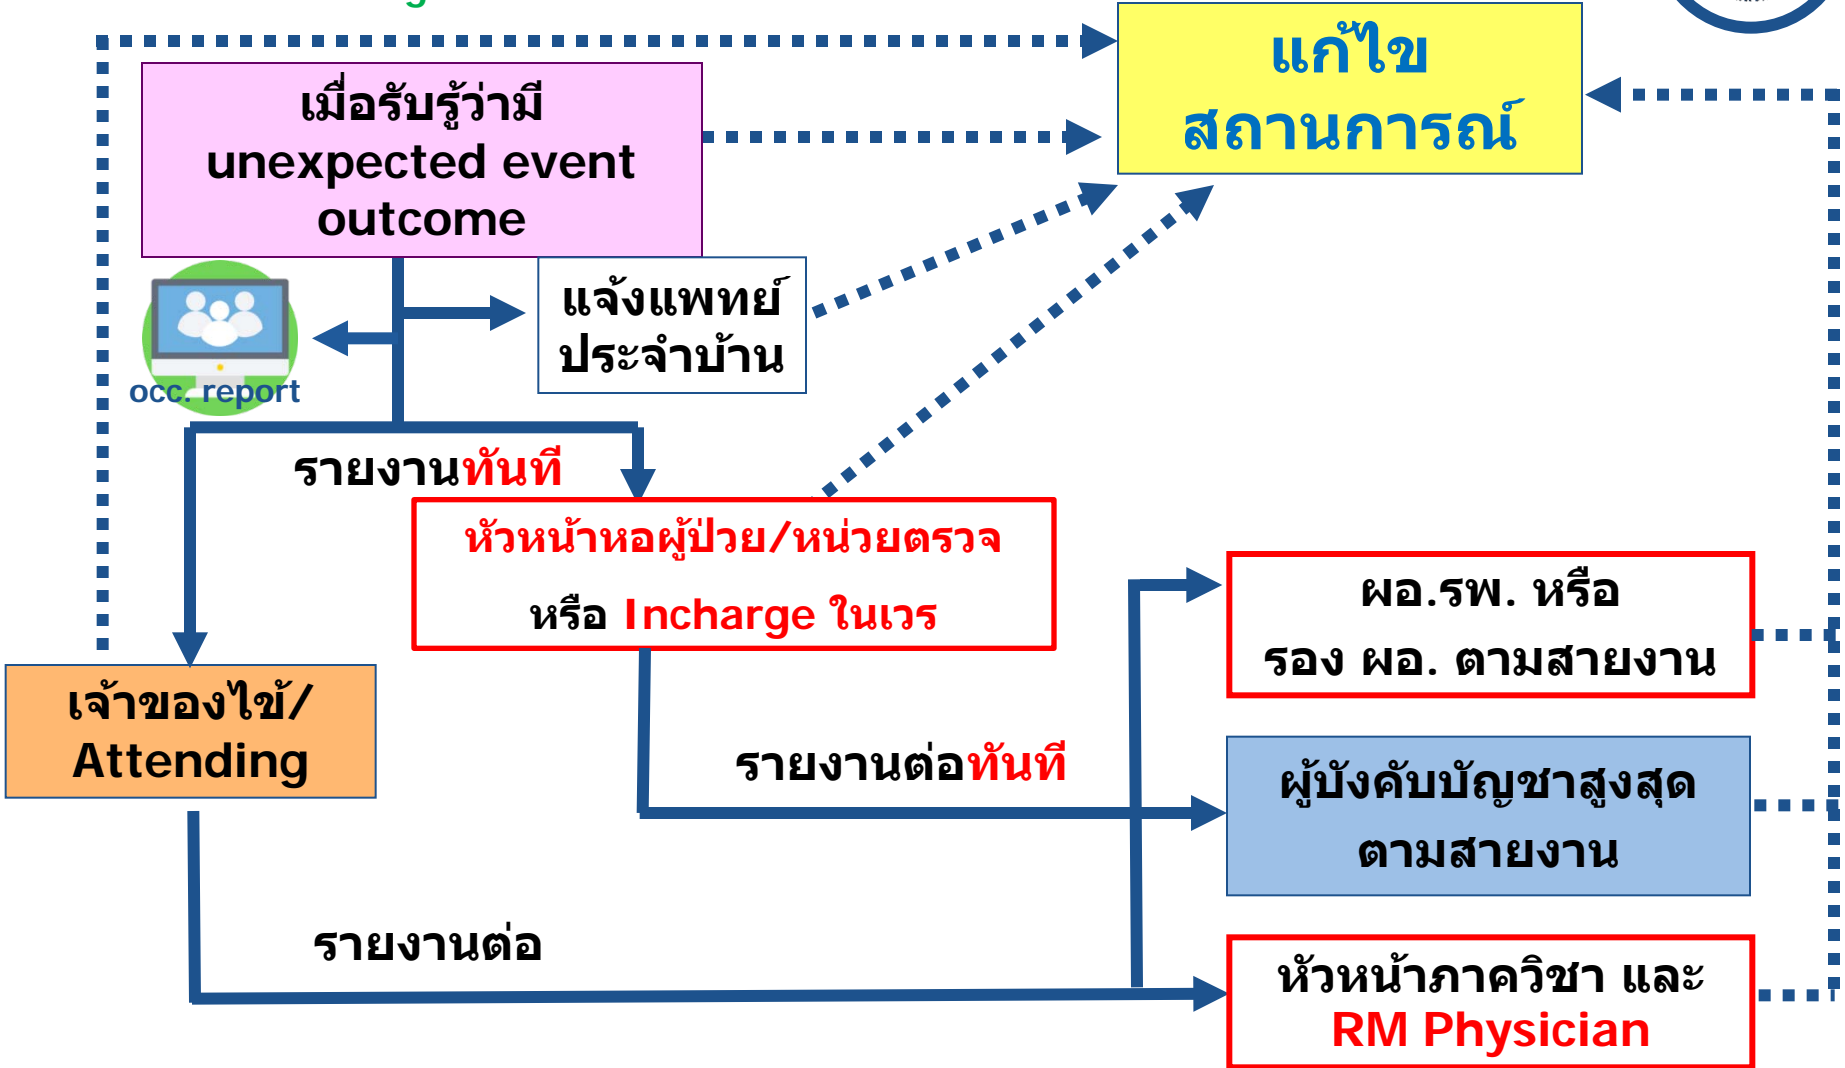 แก้ไข
สถานการณ์
เมื่อรับรู้ว่ามี
unexpected event
outcome
แจ้งแพทย์
ประจำบ้าน
occ. report
รายงานทันที
หัวหน้าหอผู้ป่วย/หน่วยตรวจ
หรือ Incharge ในเวร
ผอ.รพ. หรือ
รอง ผอ. ตามสายงาน
เจ้าของไข้/
Attending
รายงานต่อทันที
ผู้บังคับบัญชาสูงสุด
ตามสายงาน
รายงานต่อ
หัวหน้าภาควิชา และ
RM Physician